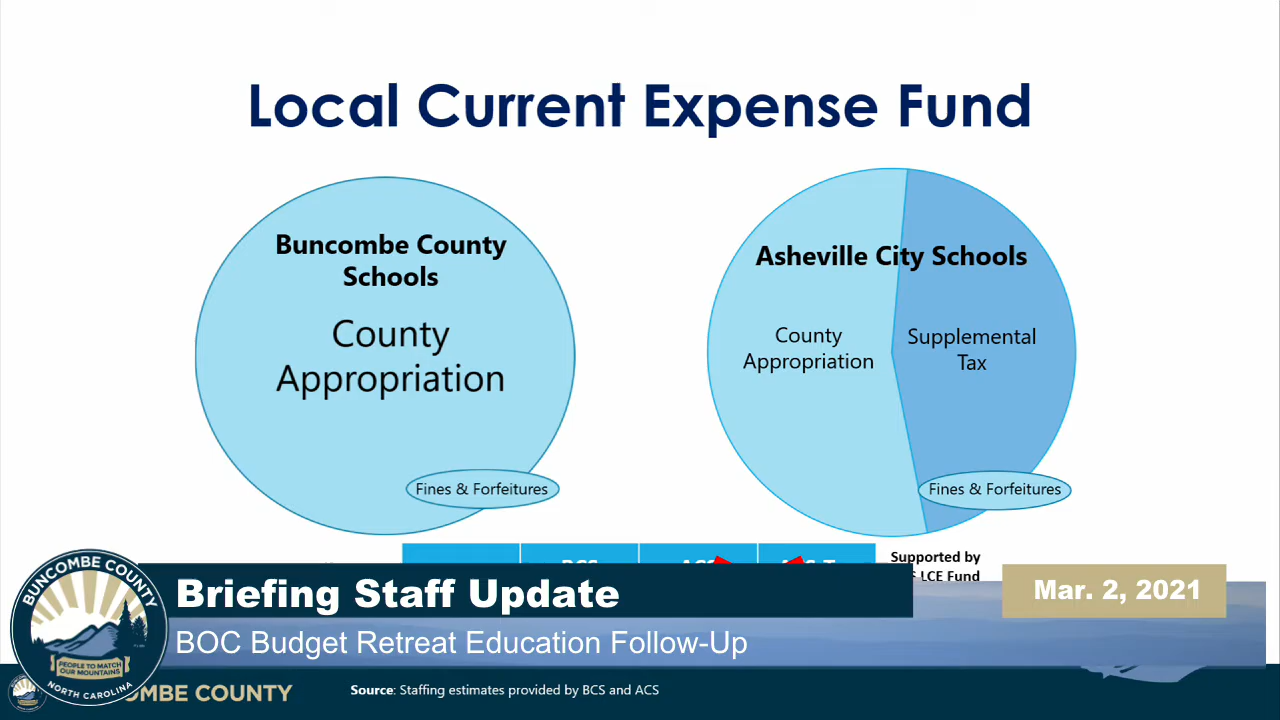 Local Current Expense Fund
Buncombe County
Schools
County
Appropriation
Fines & Forfeitures
Asheville City Schools
County
Appropriation
Supplemental
Tax
Fines & Forfeitures
Supported by
LCE Fund
Briefing Staff Update
BOC Budget Retreat Education Follow-Up
Mar. 2, 2021
BUNCOMBE COUNTY
PEOPLE TO MATCH
OUR MOUNTAINS
NORTH CAROLINA
OMBE COUNTY
Source: Staffing estimates provided by BCS and ACS